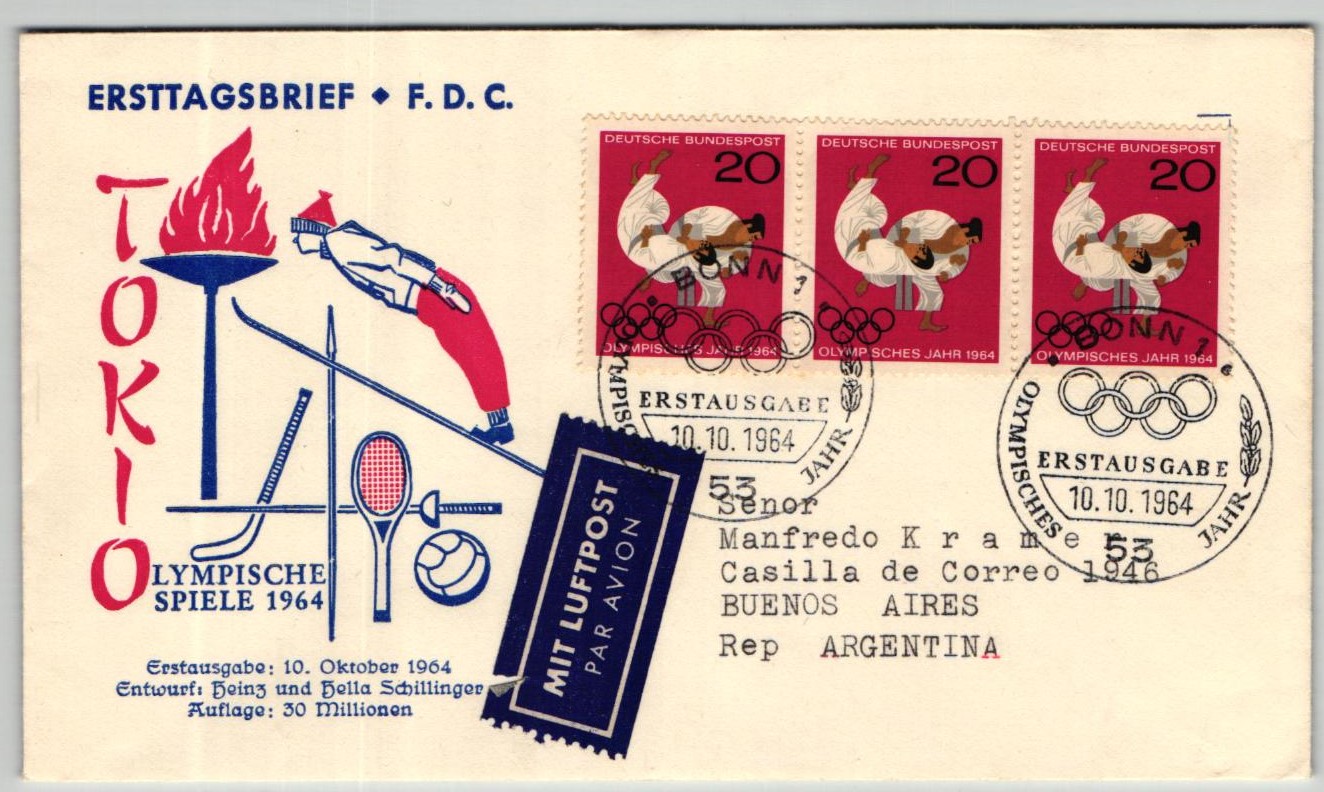 ERSTTAGSBRIEF ◆ F. D. C.
TOKIO
OLYMPISCHE
SPIELE 1964
Erstausgabe: 10. Oktober 1964
Entwurf: Heinz und Hella Schillinger
Auflage: 30 Millionen
MIT LUFTPOST
PAR AVION
DEUTSCHE BUNDESPOST
20
OLYMPISCHES JAHR 1964
DEUTSCHE BUNDESPOST
20
OLYMPISCHES JAHR 1964
DEUTSCHE BUNDESPOST
20
OLYMPISCHES JAHR 1964
BONN 1
ERSTAUSGABE
10.10.1964
JAHR
53
BONN 1 e
OLYMPISCHES
ERSTAUSGABE
10.10.1964
JAHR
53
Senor
Manfredo K r a m e r
Casilla de Correo 1946
BUENOS AIRES
Rep ARGENTINA